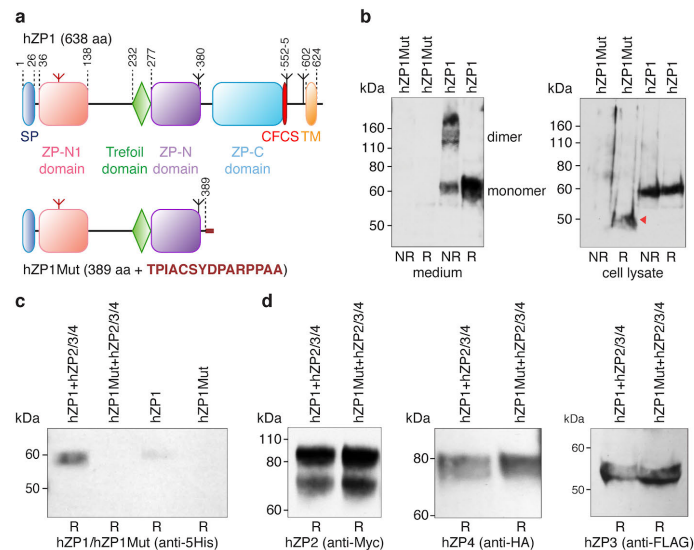 a
hZP1 (638 aa)
1 26 36 138 232 277 380 552-5 602 624
SP
CFCS TM
ZP-N1 domain
Trefoil domain
ZP-N domain
ZP-C domain
389
hZP1Mut (389 aa + TPIACSYDPARPPAA)
b
hZP1Mut hZP1Mut hZP1 hZP1
kDa
160
110
80
60
50
dimer
monomer
NR R NR R
medium
hZP1Mut hZP1Mut hZP1 hZP1
kDa
160
110
80
60
50
NR R NR R
cell lysate
c
hZP1+hZP2/3/4 hZP1Mut+hZP2/3/4 hZP1 hZP1Mut
kDa
60
50
R R R R
hZP1/hZP1Mut (anti-5His)
d
hZP1+hZP2/3/4 hZP1Mut+hZP2/3/4
kDa
110
80
60
R R
hZP2 (anti-Myc)
hZP1+hZP2/3/4 hZP1Mut+hZP2/3/4
kDa
80
60
R R
hZP4 (anti-HA)
hZP1+hZP2/3/4 hZP1Mut+hZP2/3/4
kDa
80
60
50
R R
hZP3 (anti-FLAG)